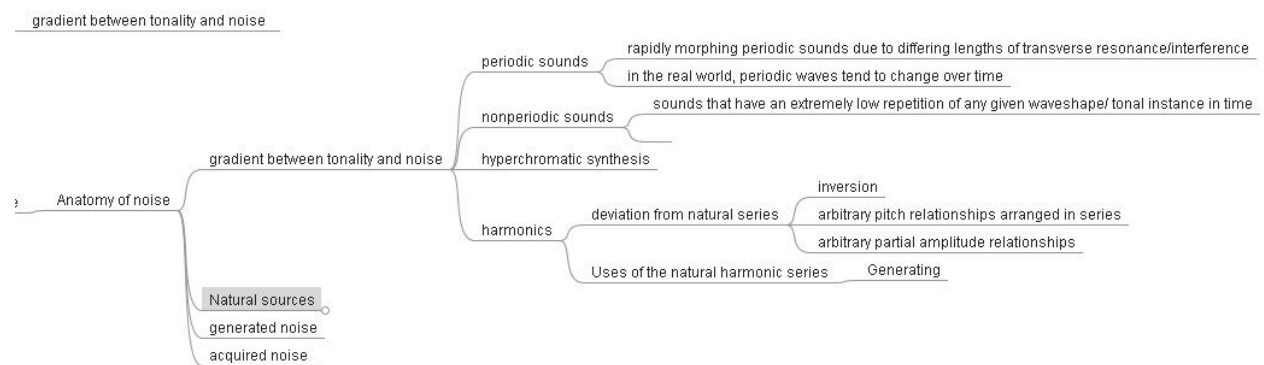 gradient between tonality and noise
rapidly morphing periodic sounds due to differing lengths of transverse resonance/interference
periodic sounds
in the real world, periodic waves tend to change over time
sounds that have an extremely low repetition of any given waveshape/ tonal instance in time
nonperiodic sounds
gradient between tonality and noise
hyperchromatic synthesis
Anatomy of noise
inversion
deviation from natural series
arbitrary pitch relationships arranged in series
harmonics
arbitrary partial amplitude relationships
Uses of the natural harmonic series
Generating
Natural sources
generated noise
acquired noise